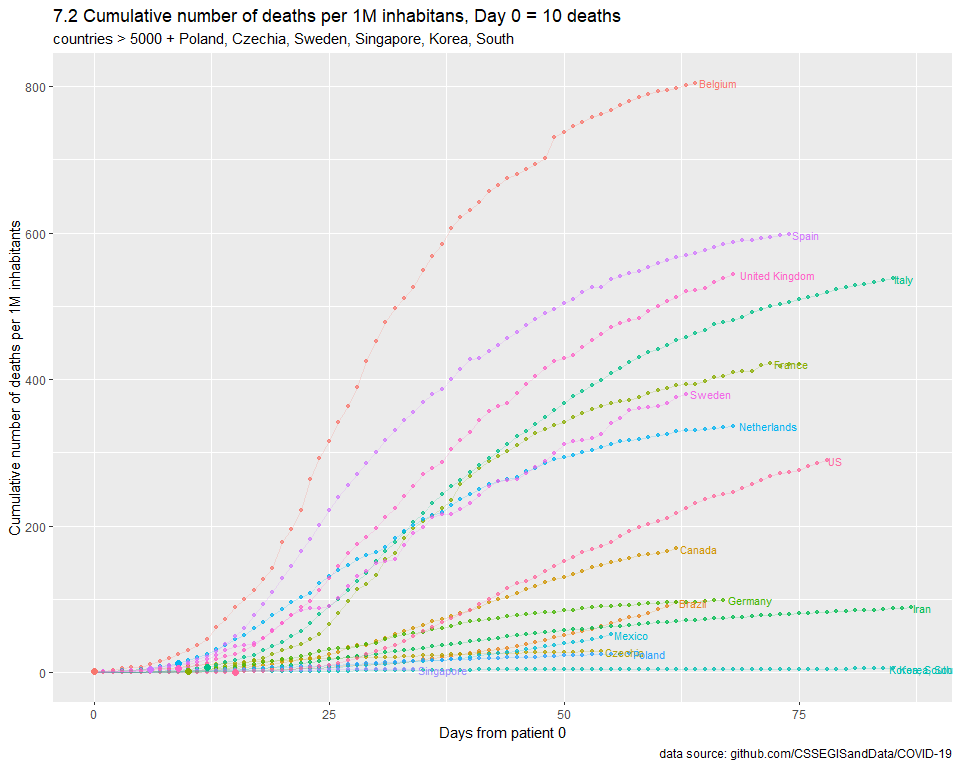 7.2 Cumulative number of deaths per 1M inhabitans, Day 0 = 10 deaths
countries > 5000 + Poland, Czechia, Sweden, Singapore, Korea, South
Cumulative number of deaths per 1M inhabitants
800
600
400
200
0
Belgium
Spain
United Kingdom
Italy
France
Sweden
Netherlands
US
Canada
Germany
Brazil
Iran
Mexico
Czechia
Poland
Singapore
Korea, South
0
25
50
75
Days from patient 0
data source: github.com/CSSEGISandData/COVID-19